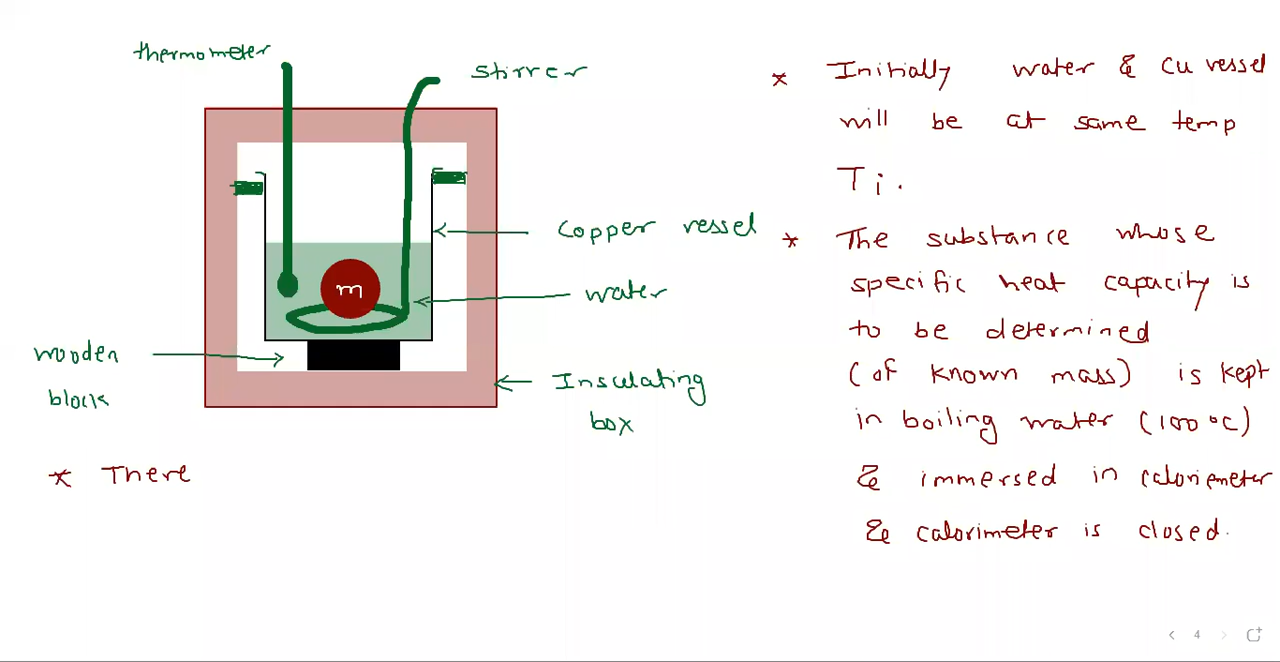 thermometer
stirrer
copper vessel
water
wooden
block
Insulating
box
m
* There
* Initially water & cu vessel
will be at same temp
Ti.
* The substance whose
specific heat capacity is
to be determined
(of known mass) is kept
in boiling water (100°C)
& immersed in caloriemeter
& calorimeter is closed.
4